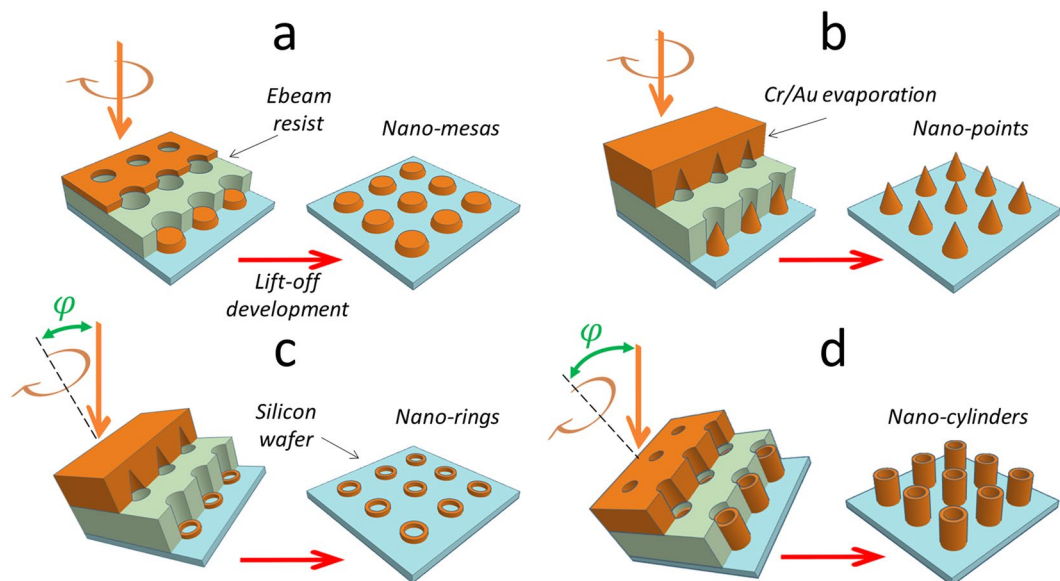 a
Ebeam
resist
Nano-mesas
b
Cr/Au evaporation
Nano-points
Lift-off
development
φ
c
Silicon
wafer
Nano-rings
φ
d
Nano-cylinders